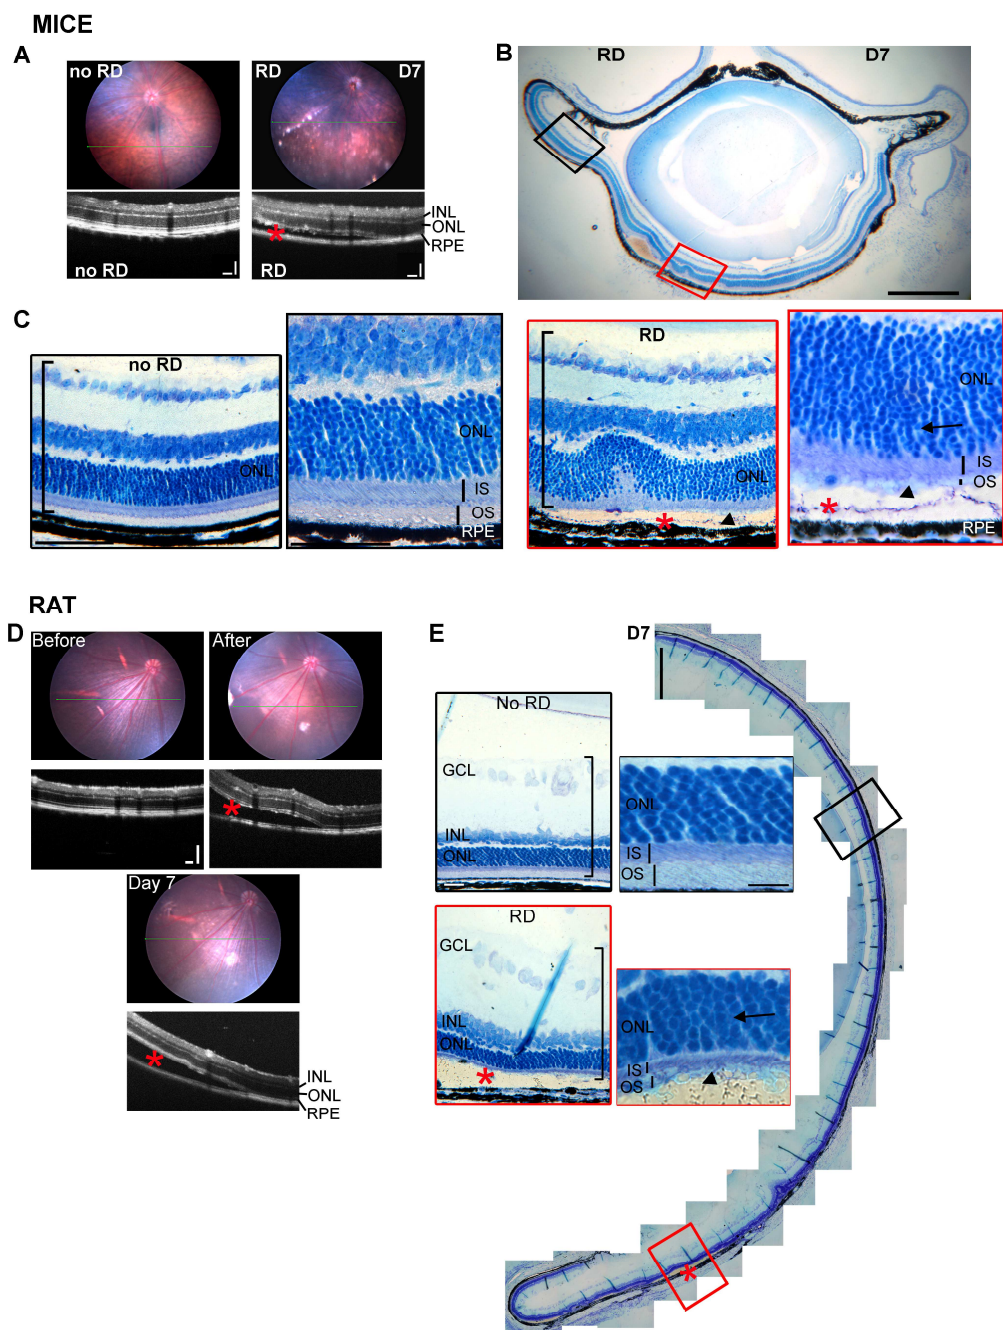 MICE
A
no RD
RD D7
INL
ONL
RPE
no RD
RD
B
RD D7
C
no RD
ONL
ONL
IS
OS
RPE
RD
ONL
*
ONL
IS
OS
*
RPE
RAT
D
Before
After
*
Day 7
*
INL
ONL
RPE
E
D7
No RD
GCL
INL
ONL
ONL
IS
OS
RD
GCL
INL
ONL
*
ONL
IS
OS
*